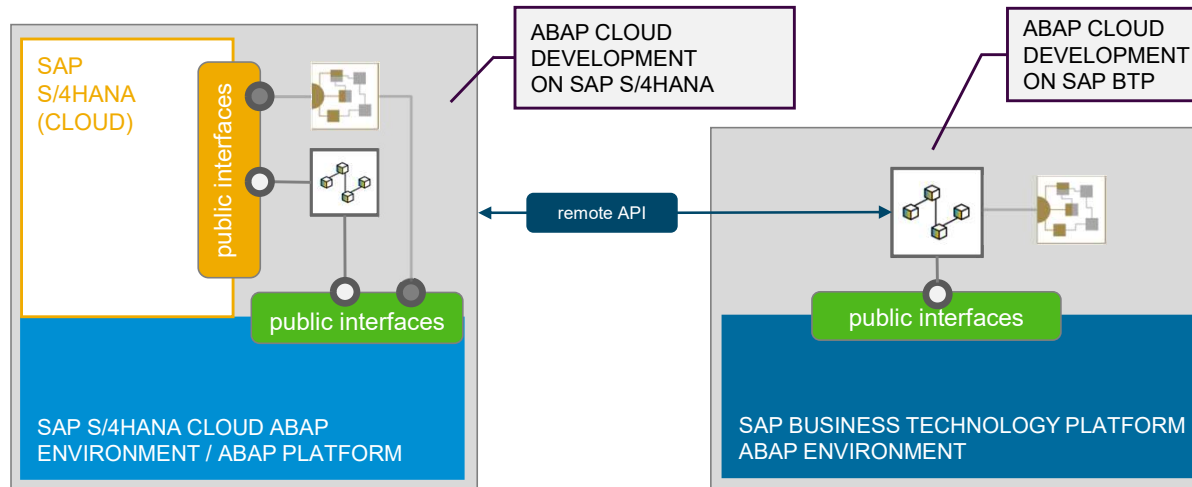 SAP
S/4HANA
(CLOUD)
public interfaces
ABAP CLOUD
DEVELOPMENT
ON SAP S/4HANA
public interfaces
SAP S/4HANA CLOUD ABAP
ENVIRONMENT / ABAP PLATFORM
remote API
ABAP CLOUD
DEVELOPMENT
ON SAP BTP
public interfaces
SAP BUSINESS TECHNOLOGY PLATFORM
ABAP ENVIRONMENT